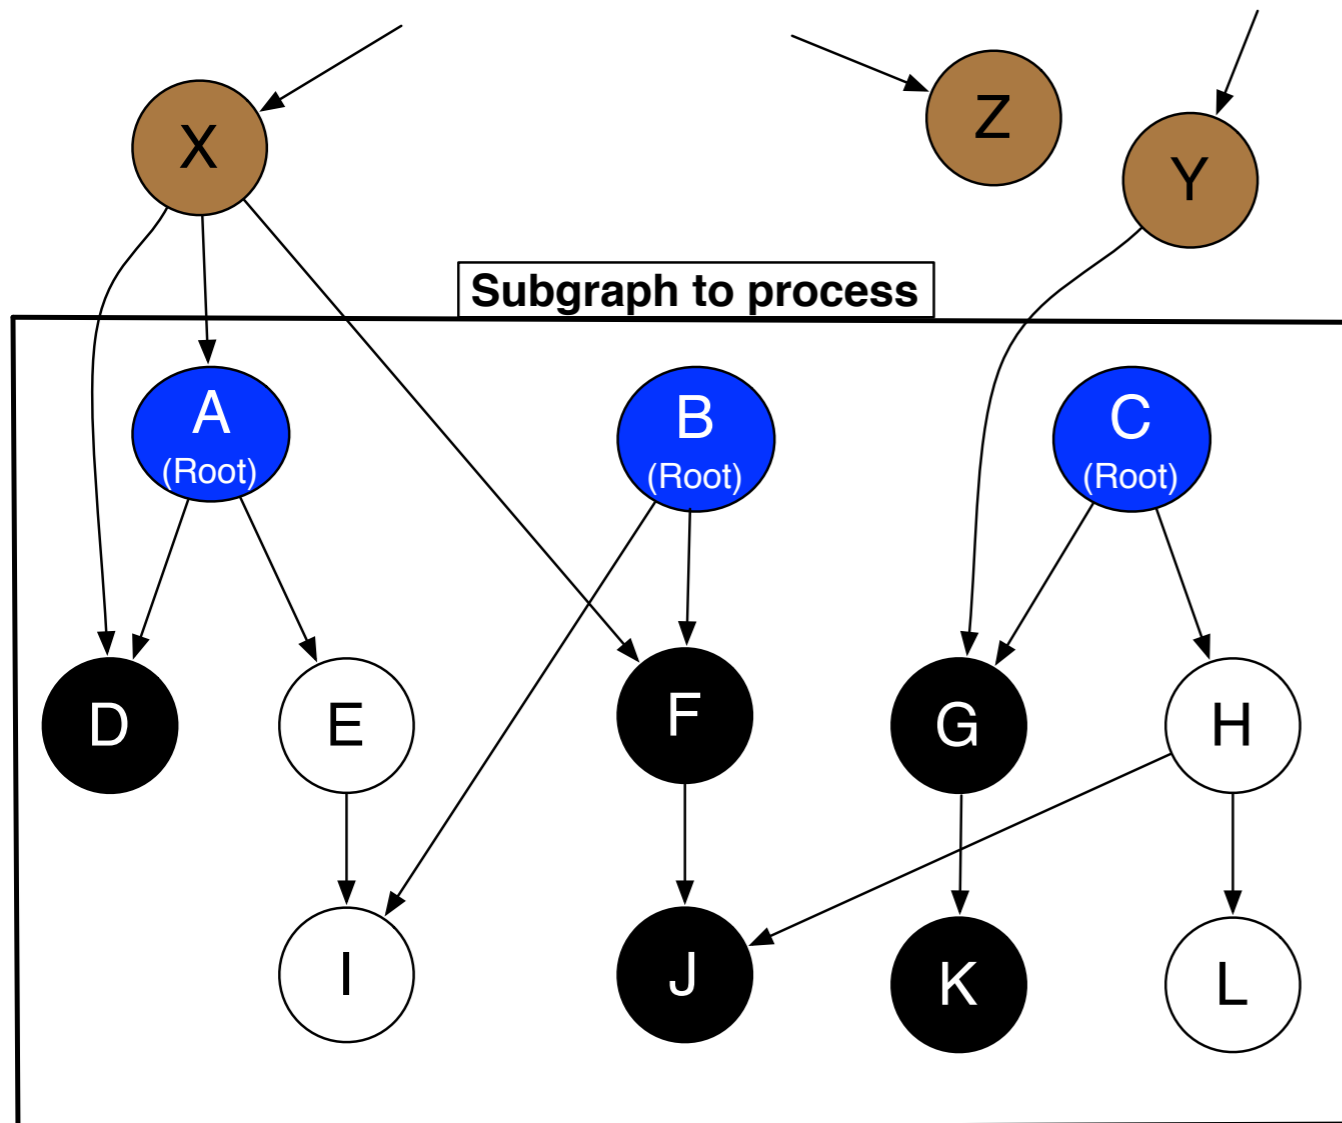 X
Z
Y
Subgraph to process
A
(Root)
B
(Root)
C
(Root)
D
E
F
G
H
I
J
K
L